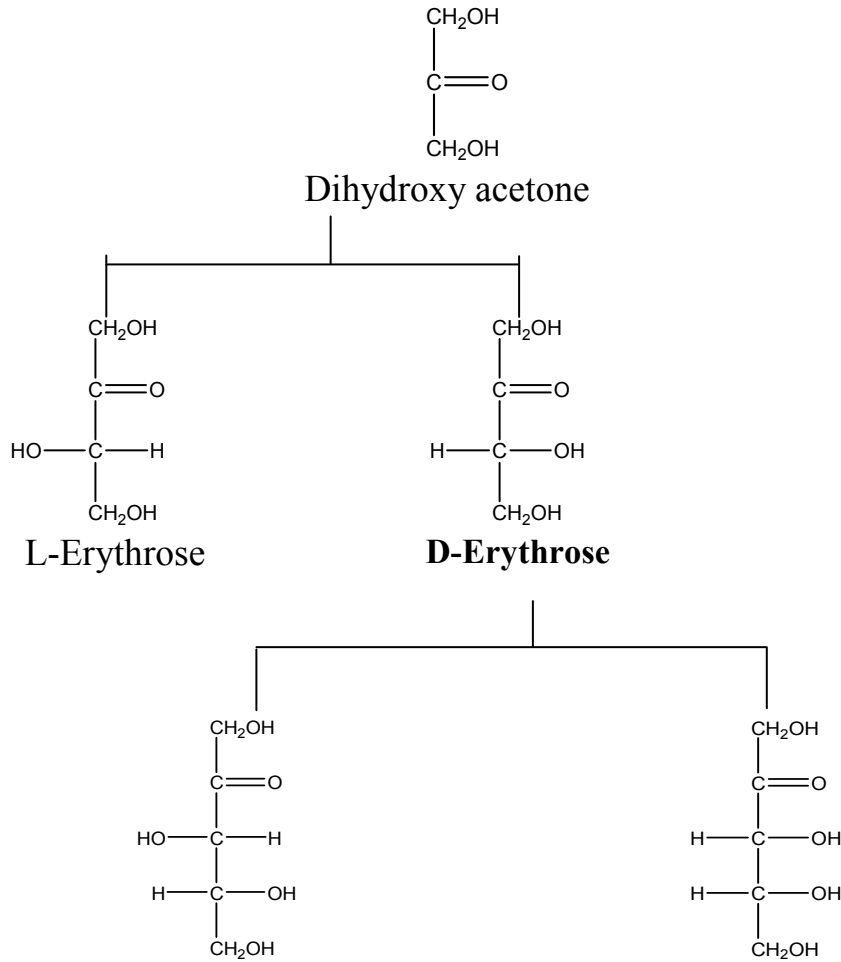 CH₂OH
C=O
CH₂OH
Dihydroxy acetone
CH₂OH CH₂OH
C=O C=O
HO—C—H H—C—OH
CH₂OH CH₂OH
L-Erythrose D-Erythrose
CH₂OH CH₂OH
C=O C=O
HO—C—H H—C—OH
H—C—OH H—C—OH
CH₂OH CH₂OH